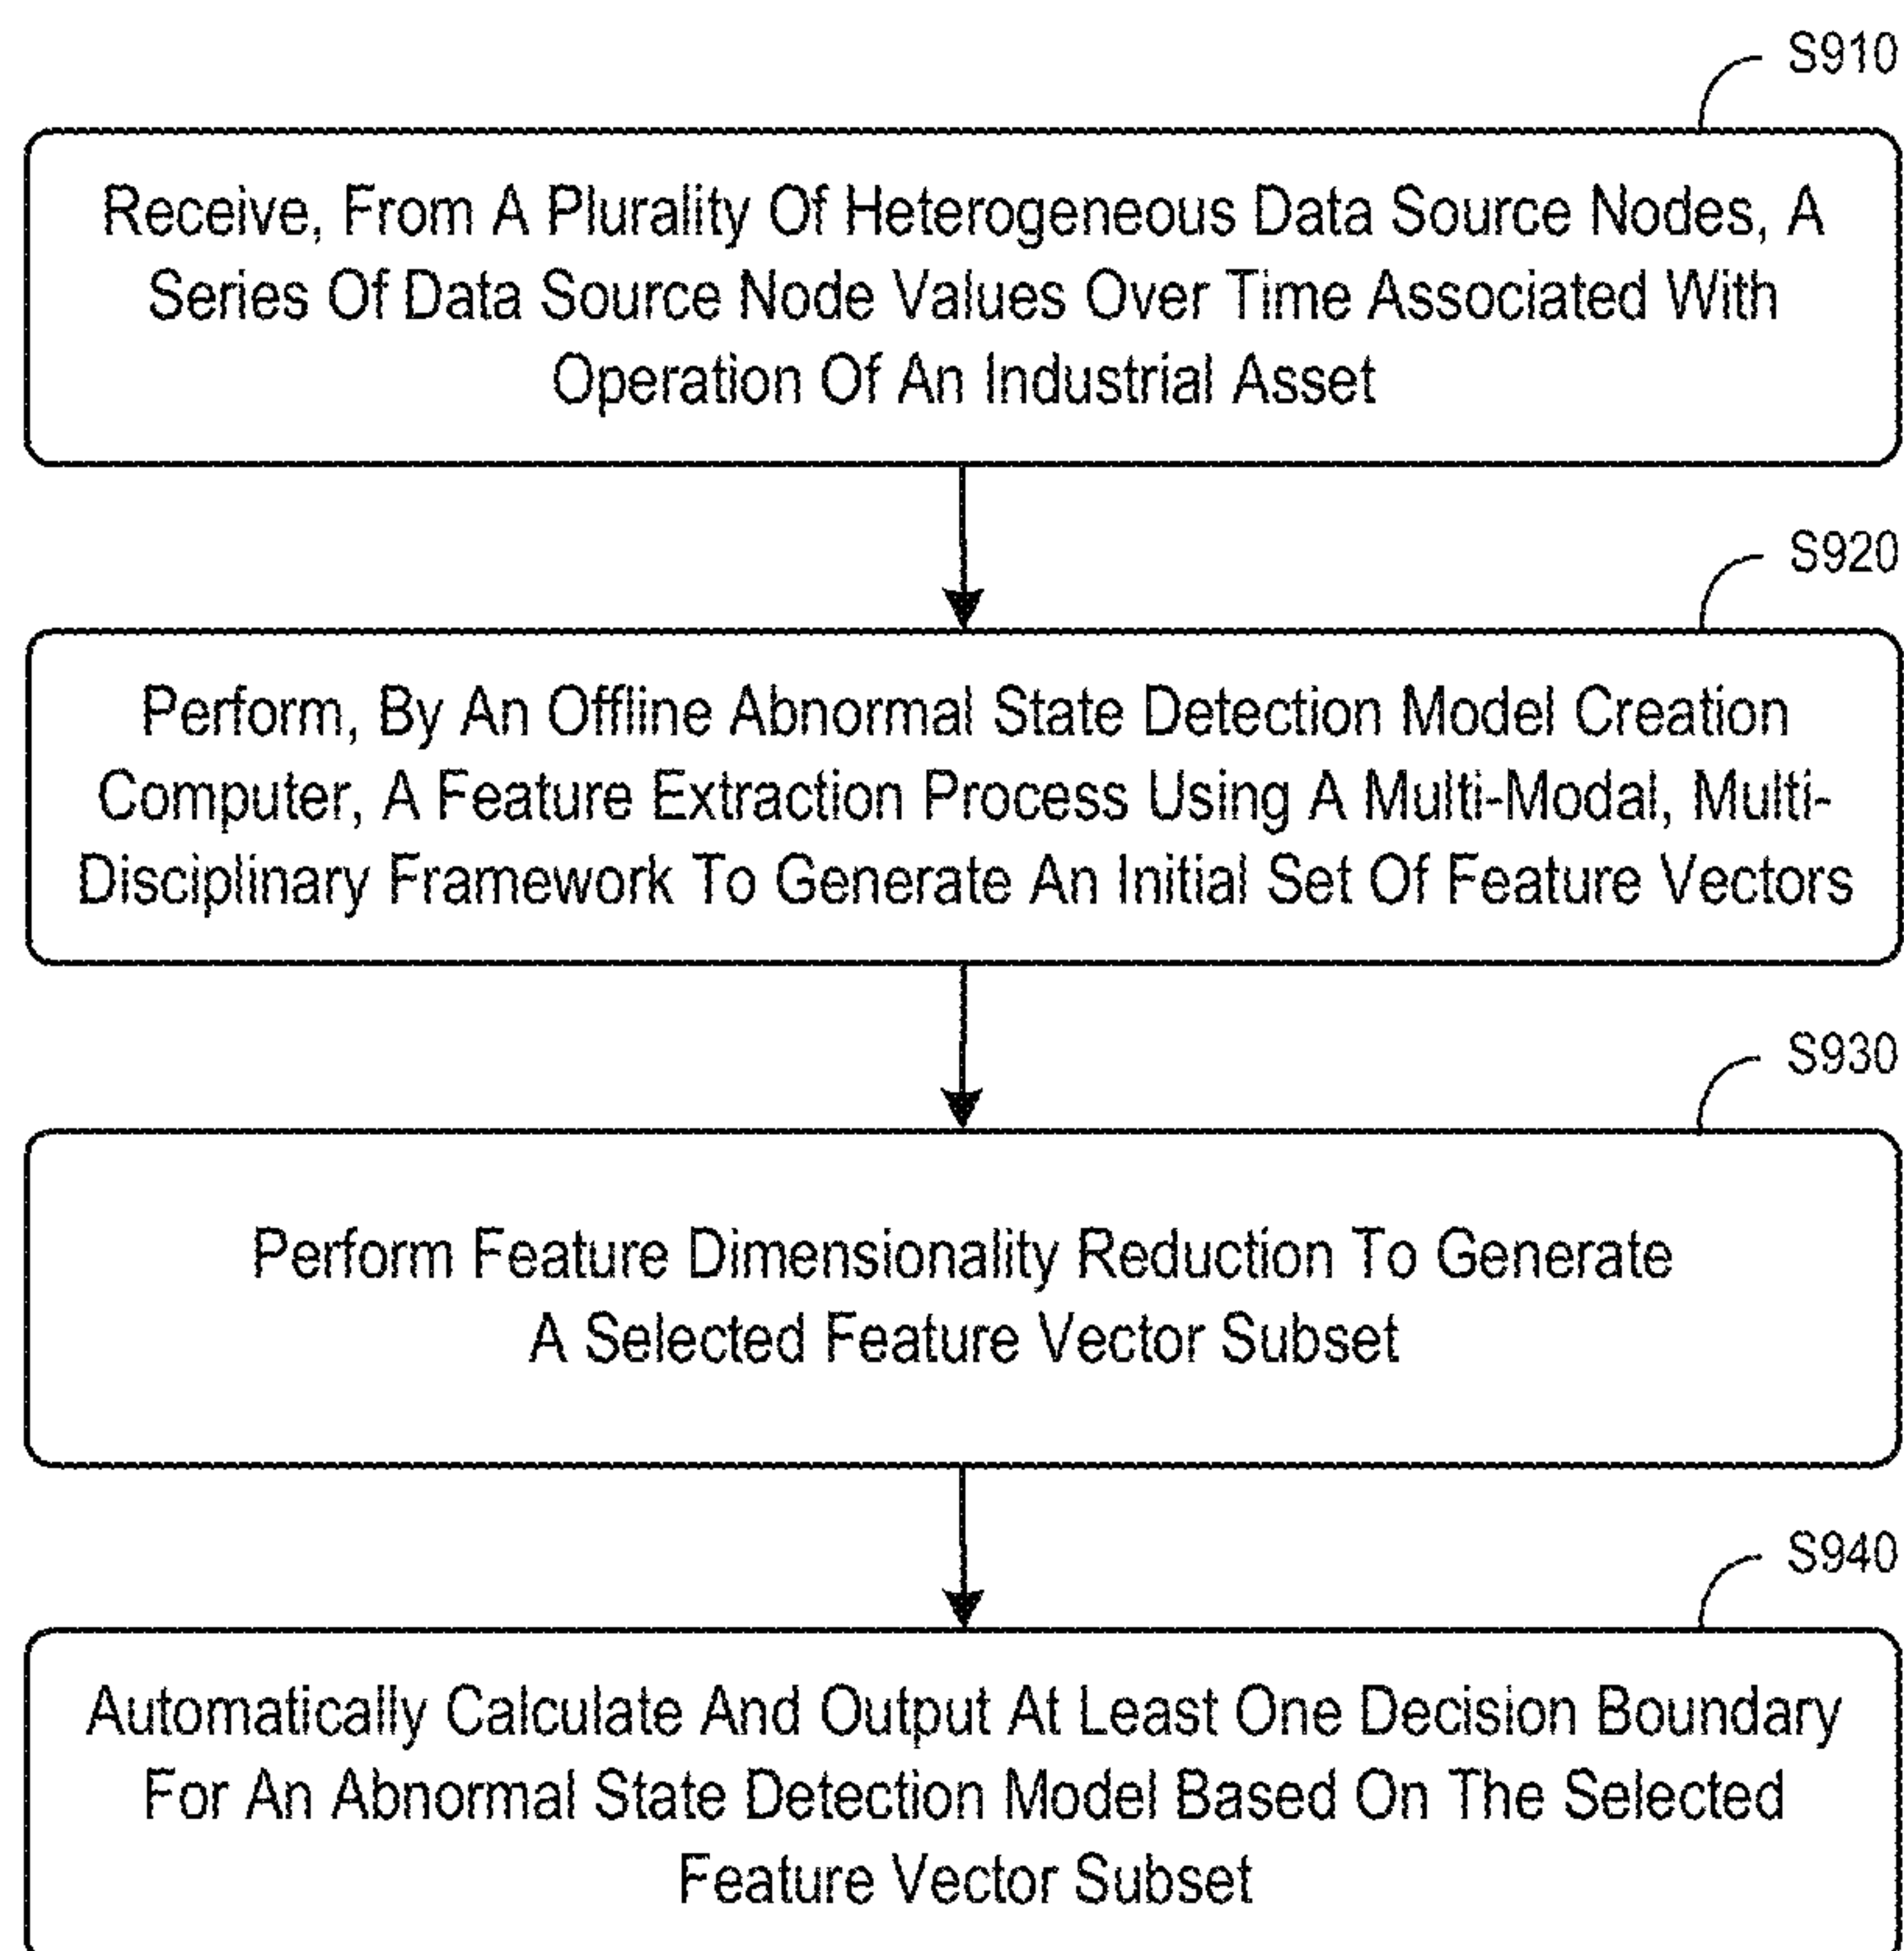 S910
Receive, From A Plurality Of Heterogeneous Data Source Nodes, A
Series Of Data Source Node Values Over Time Associated With
Operation Of An Industrial Asset
S920
Perform, By An Offline Abnormal State Detection Model Creation
Computer, A Feature Extraction Process Using A Multi-Modal, Multi-
Disciplinary Framework To Generate An Initial Set Of Feature Vectors
S930
Perform Feature Dimensionality Reduction To Generate
A Selected Feature Vector Subset
S940
Automatically Calculate And Output At Least One Decision Boundary
For An Abnormal State Detection Model Based On The Selected
Feature Vector Subset